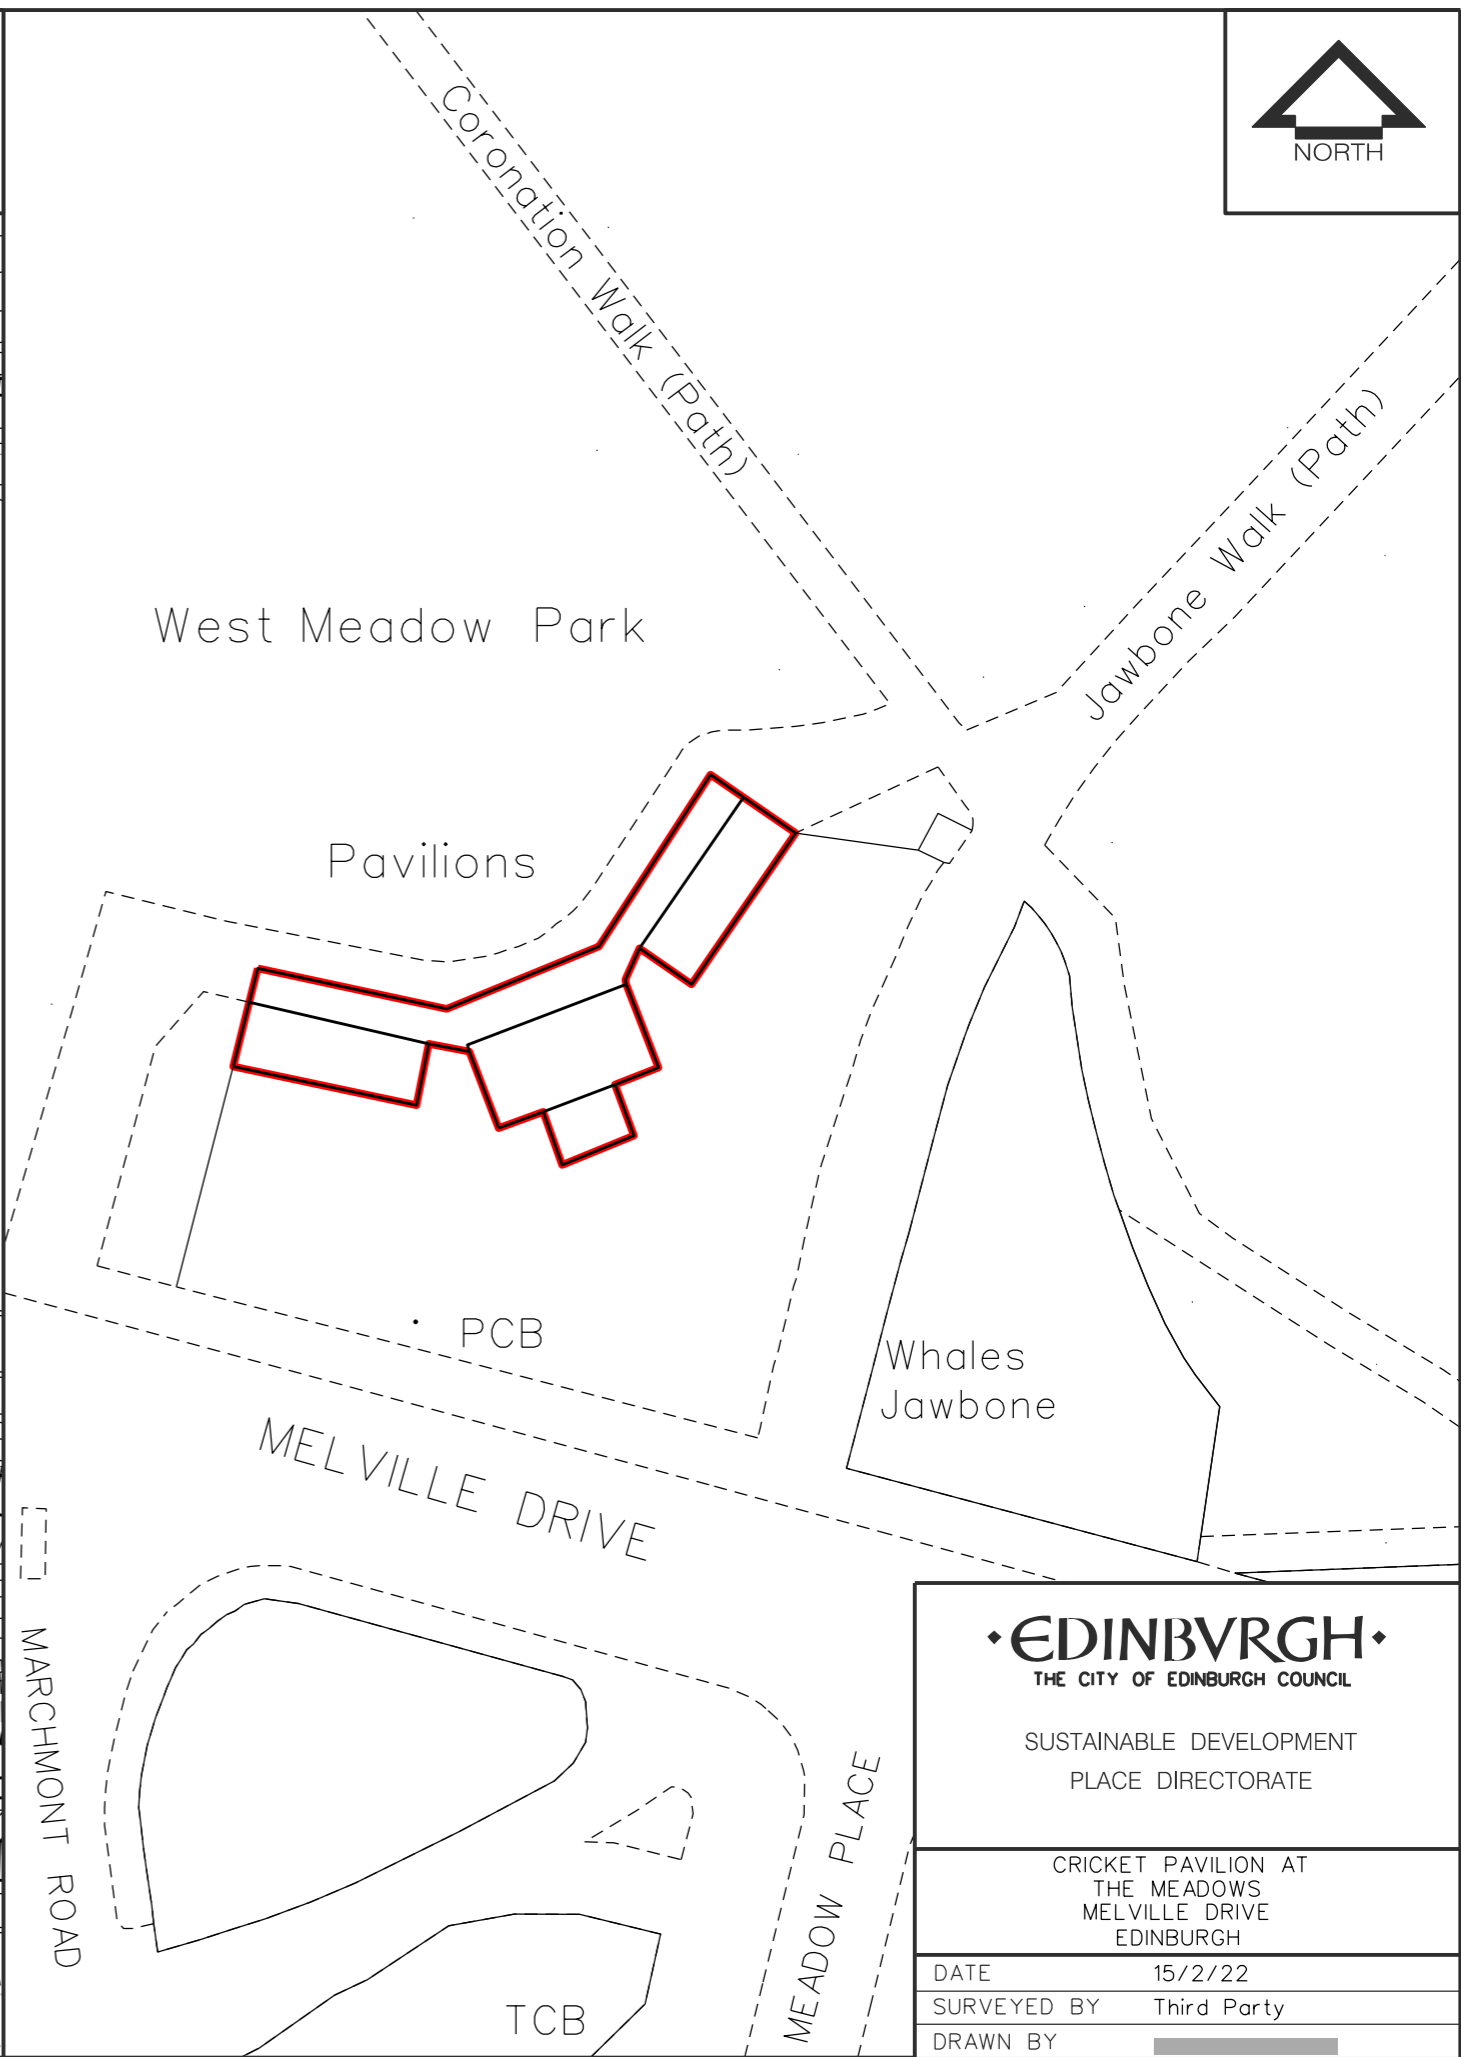 NORTH
Coronation Walk (Path)
Jawbone Walk (Path)
West Meadow Park
Pavilions
PCB
Whales
Jawbone
MELVILLE DRIVE
MARCHMONT ROAD
MEADOW PLACE
TCB
•EDINBVRGH•
THE CITY OF EDINBURGH COUNCIL
SUSTAINABLE DEVELOPMENT
PLACE DIRECTORATE
CRICKET PAVILION AT
THE MEADOWS
MELVILLE DRIVE
EDINBURGH
DATE 15/2/22
SURVEYED BY Third Party
DRAWN BY